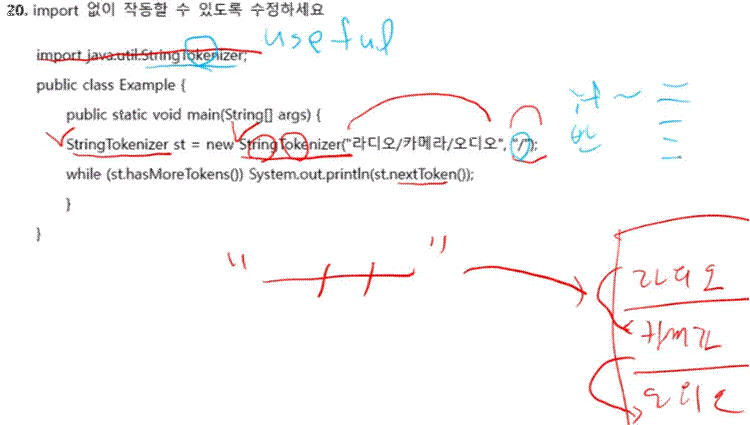 20. import 없이 작동할 수 있도록 수정하세요
useful
import java.util.StringTokenizer;
public class Example {
public static void main(String[] args) {
StringTokenizer st = new StringTokenizer("라디오/카메라/오디오", "/");
while (st.hasMoreTokens()) System.out.println(st.nextToken());
}
}
라디오
카메라
오디오